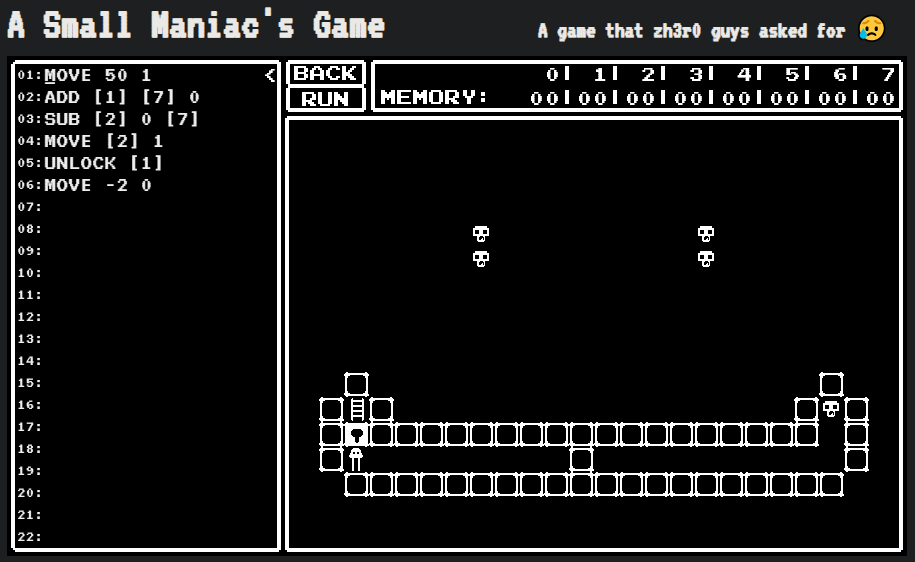 A Small Maniac's Game
A game that zh3r0 guys asked for 😥
01:MOVE 50 1 <
02:ADD [1] [7] 0
03:SUB [2] 0 [7]
04:MOVE [2] 1
05:UNLOCK [1]
06:MOVE -2 0
07:
08:
09:
10:
11:
12:
13:
14:
15:
16:
17:
18:
19:
20:
21:
22:
BACK
RUN
0| 1| 2| 3| 4| 5| 6| 7
MEMORY: 00|00|00|00|00|00|00|00